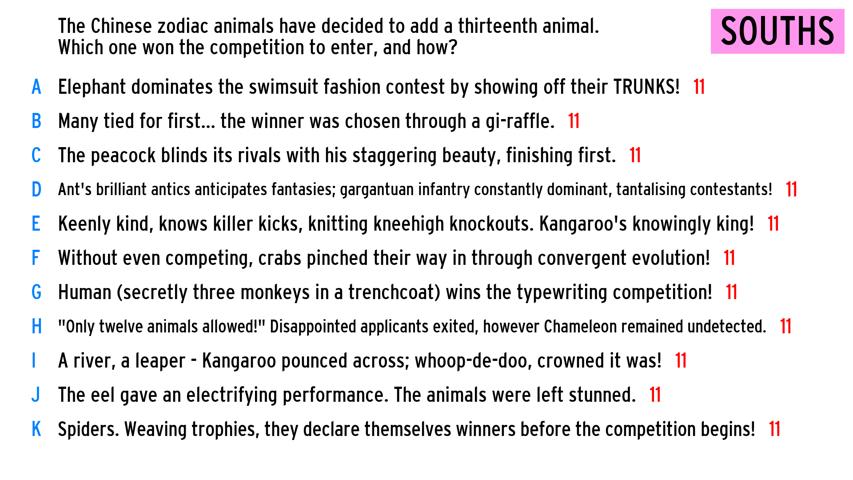 The Chinese zodiac animals have decided to add a thirteenth animal.
Which one won the competition to enter, and how?
SOUTHS
A Elephant dominates the swimsuit fashion contest by showing off their TRUNKS! 11
B Many tied for first... the winner was chosen through a gi-raffle. 11
C The peacock blinds its rivals with his staggering beauty, finishing first. 11
D Ant's brilliant antics anticipates fantasies; gargantuan infantry constantly dominant, tantalising contestants! 11
E Keenly kind, knows killer kicks, knitting kneehigh knockouts. Kangaroo's knowingly king! 11
F Without even competing, crabs pinched their way in through convergent evolution! 11
G Human (secretly three monkeys in a trenchcoat) wins the typewriting competition! 11
H "Only twelve animals allowed!" Disappointed applicants exited, however Chameleon remained undetected. 11
I A river, a leaper - Kangaroo pounced across; whoop-de-doo, crowned it was! 11
J The eel gave an electrifying performance. The animals were left stunned. 11
K Spiders. Weaving trophies, they declare themselves winners before the competition begins! 11